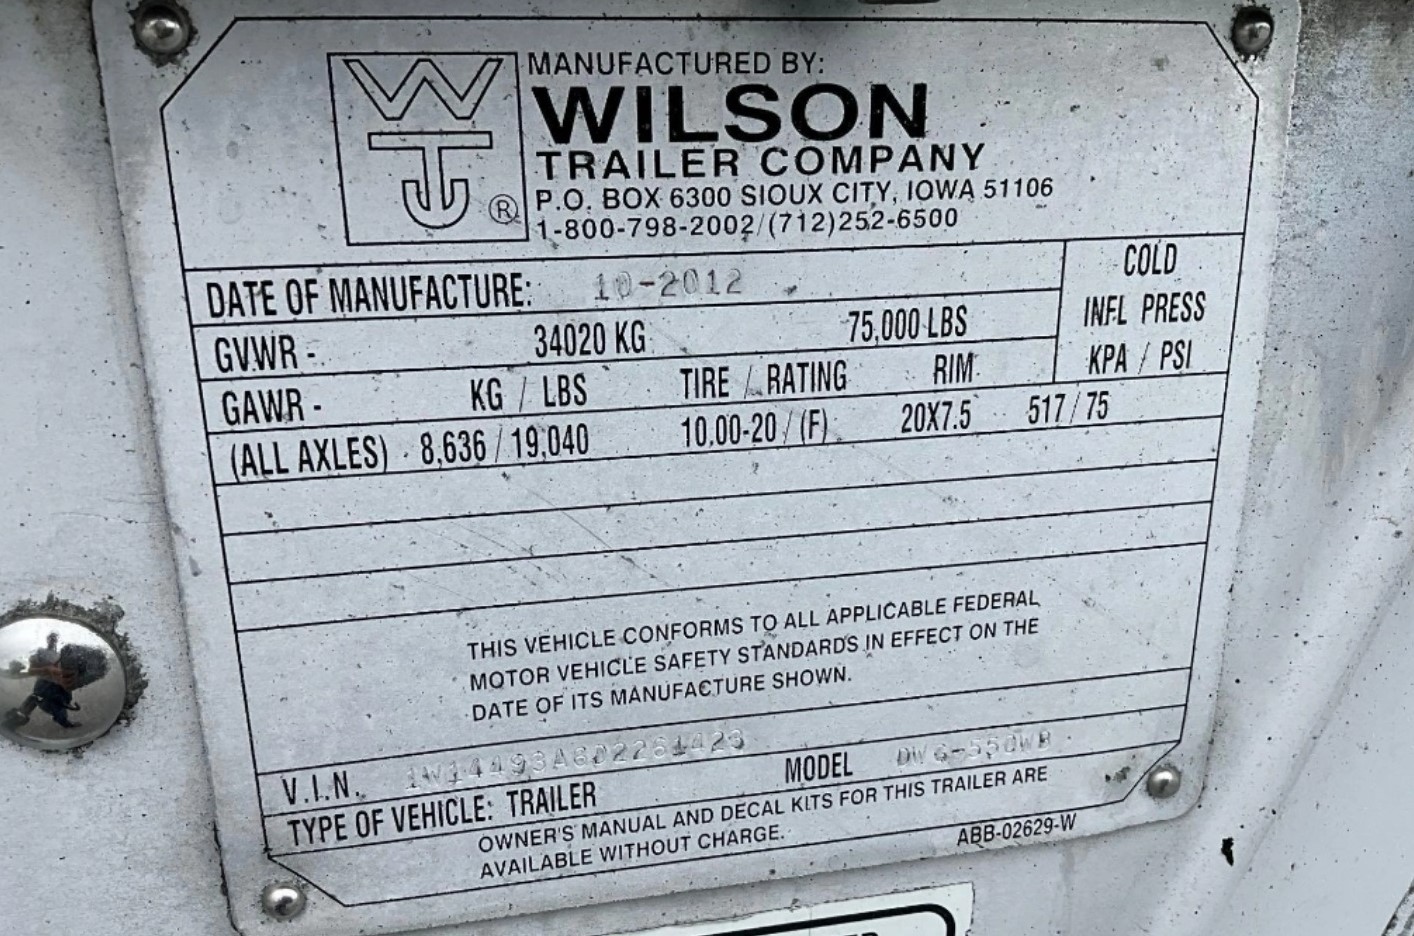 MANUFACTURED BY:
WILSON
TRAILER COMPANY
P.O. BOX 6300 SIOUX CITY, IOWA 51106
1-800-798-2002/(712)252-6500
®
DATE OF MANUFACTURE: 10-2012
COLD
INFL PRESS
KPA / PSI
GVWR - 34020 KG 75,000 LBS
GAWR - KG / LBS TIRE / RATING RIM
(ALL AXLES) 8,636 / 19,040 10,00-20 / (F) 20X7.5 517 / 75
THIS VEHICLE CONFORMS TO ALL APPLICABLE FEDERAL
MOTOR VEHICLE SAFETY STANDARDS IN EFFECT ON THE
DATE OF ITS MANUFACTURE SHOWN.
V.I.N. MODEL
TYPE OF VEHICLE: TRAILER
OWNER'S MANUAL AND DECAL KITS FOR THIS TRAILER ARE
AVAILABLE WITHOUT CHARGE.
ABB-02629-W